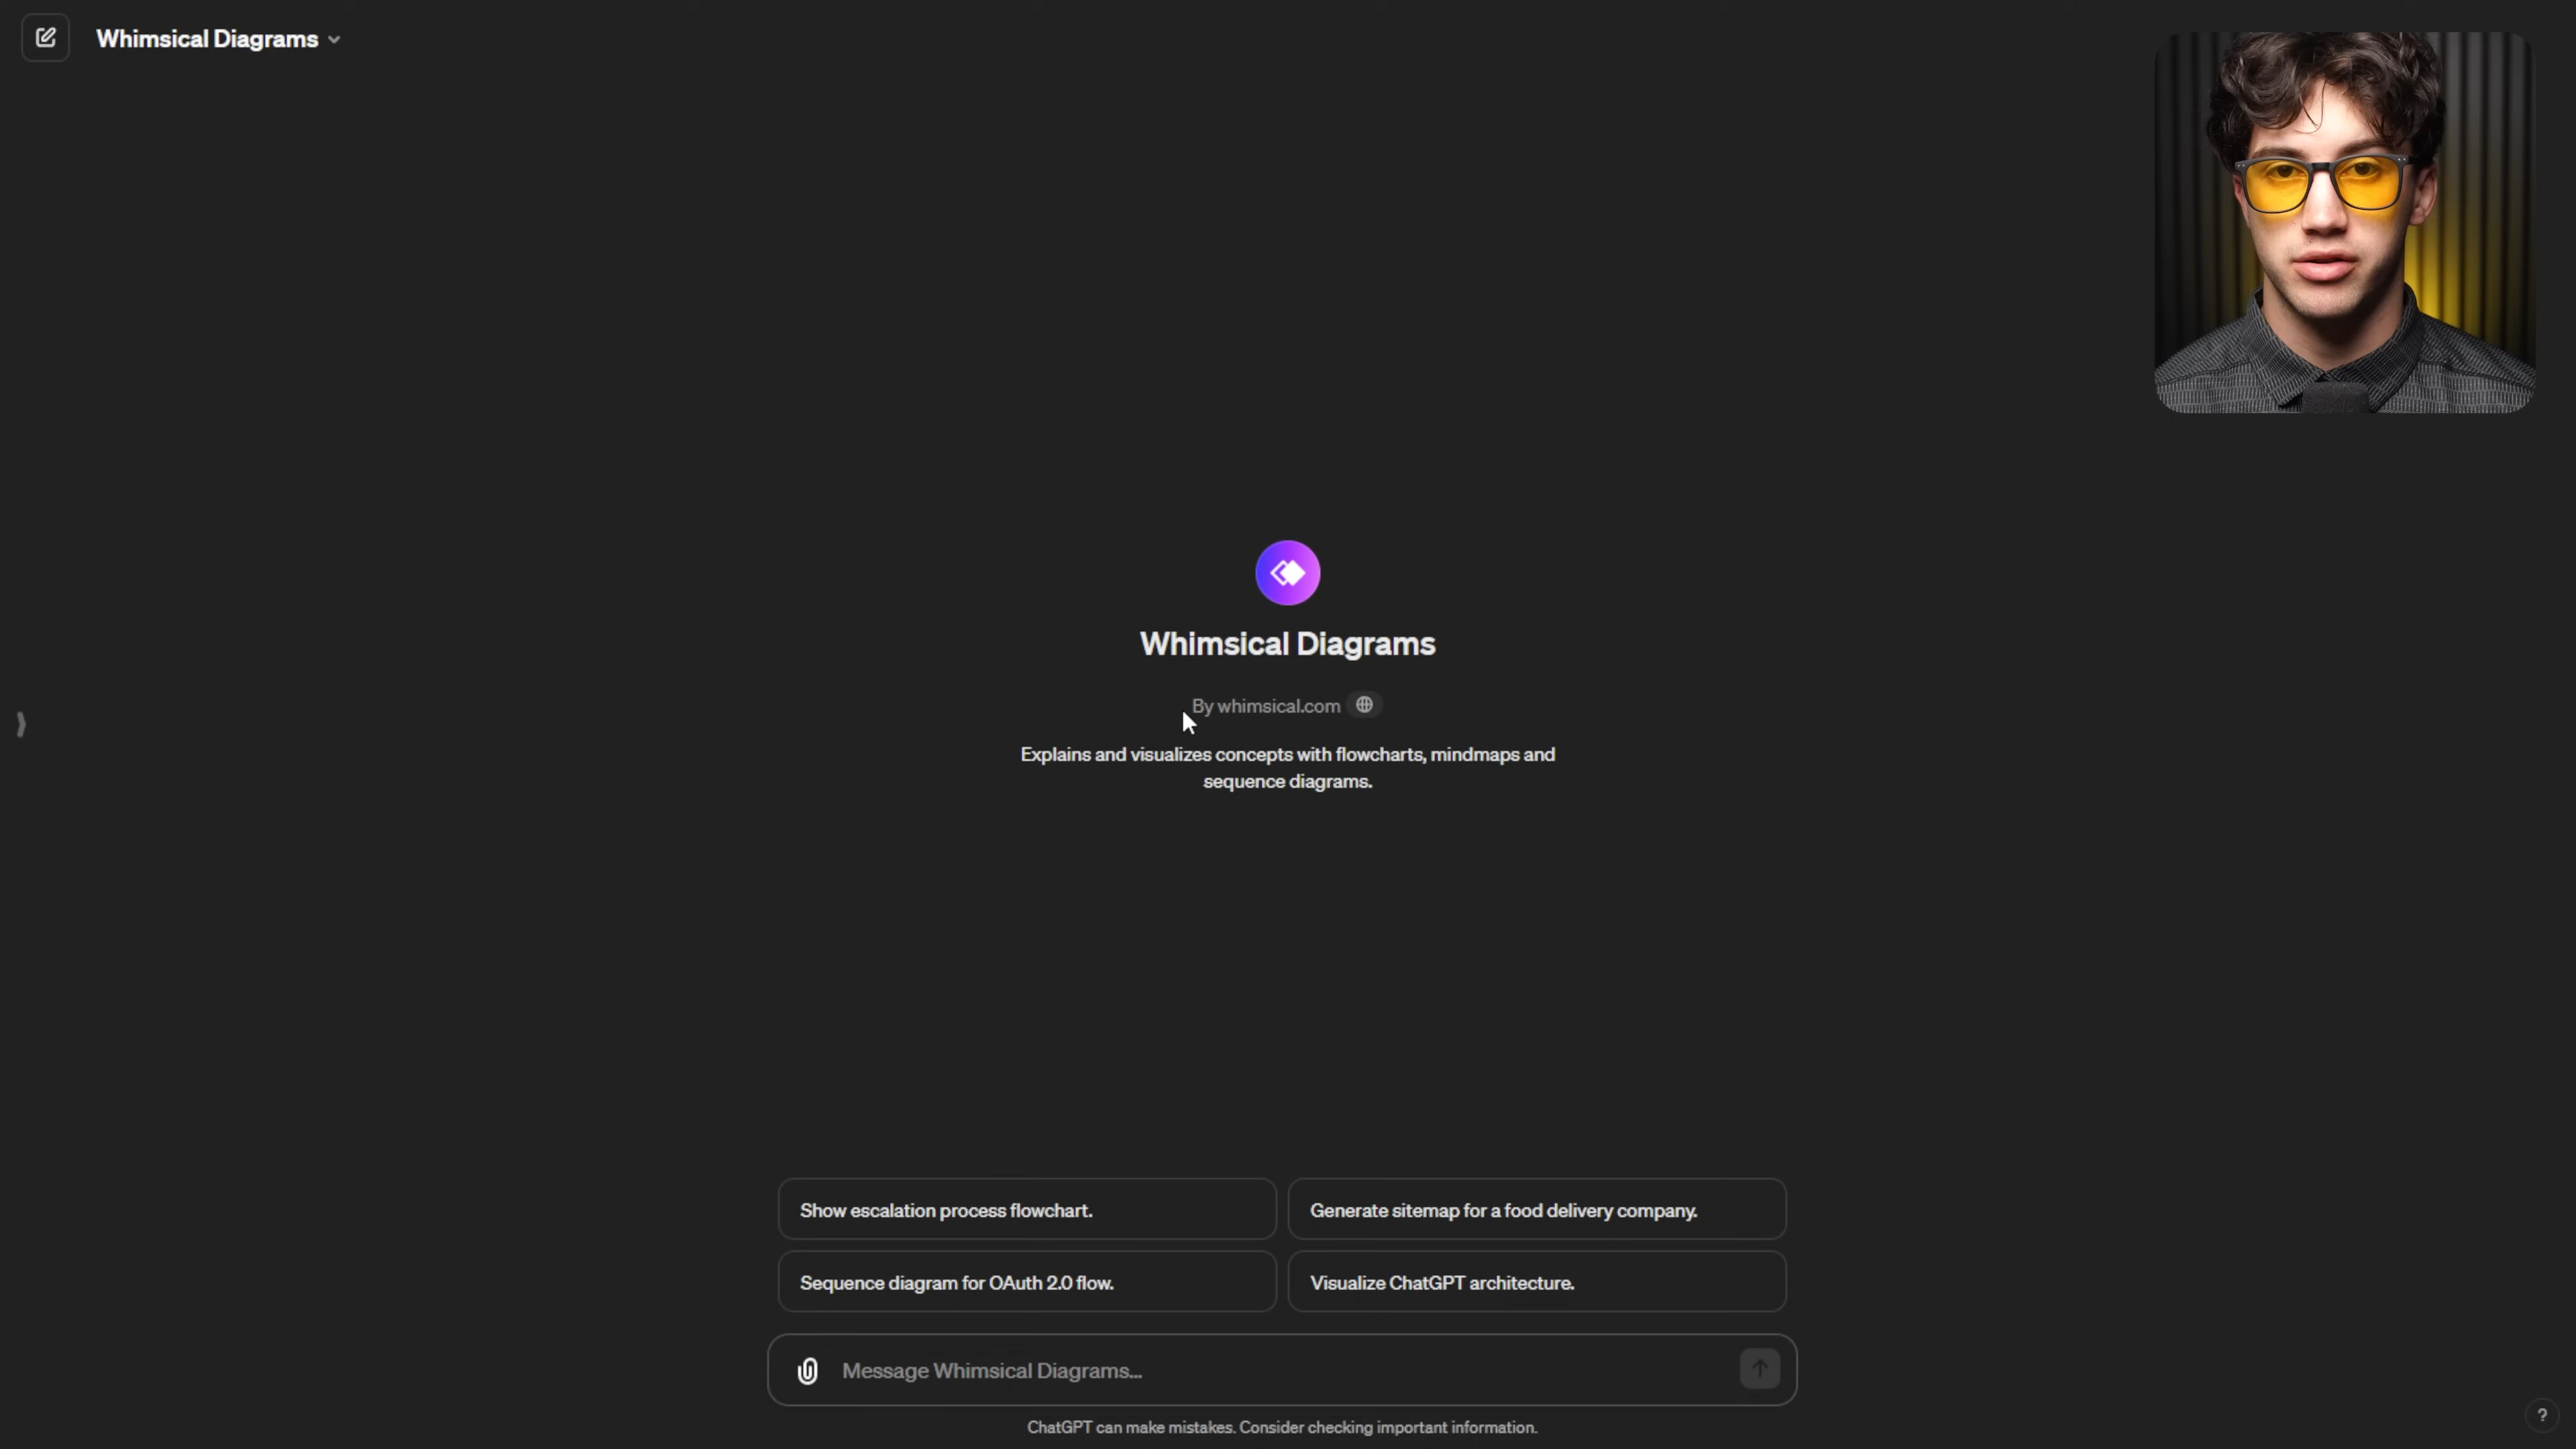 Whimsical Diagrams
Whimsical Diagrams
By whimsical.com
Explains and visualizes concepts with flowcharts, mindmaps and
sequence diagrams.
Show escalation process flowchart.
Generate sitemap for a food delivery company.
Sequence diagram for OAuth 2.0 flow.
Visualize ChatGPT architecture.
Message Whimsical Diagrams...
ChatGPT can make mistakes. Consider checking important information.
?